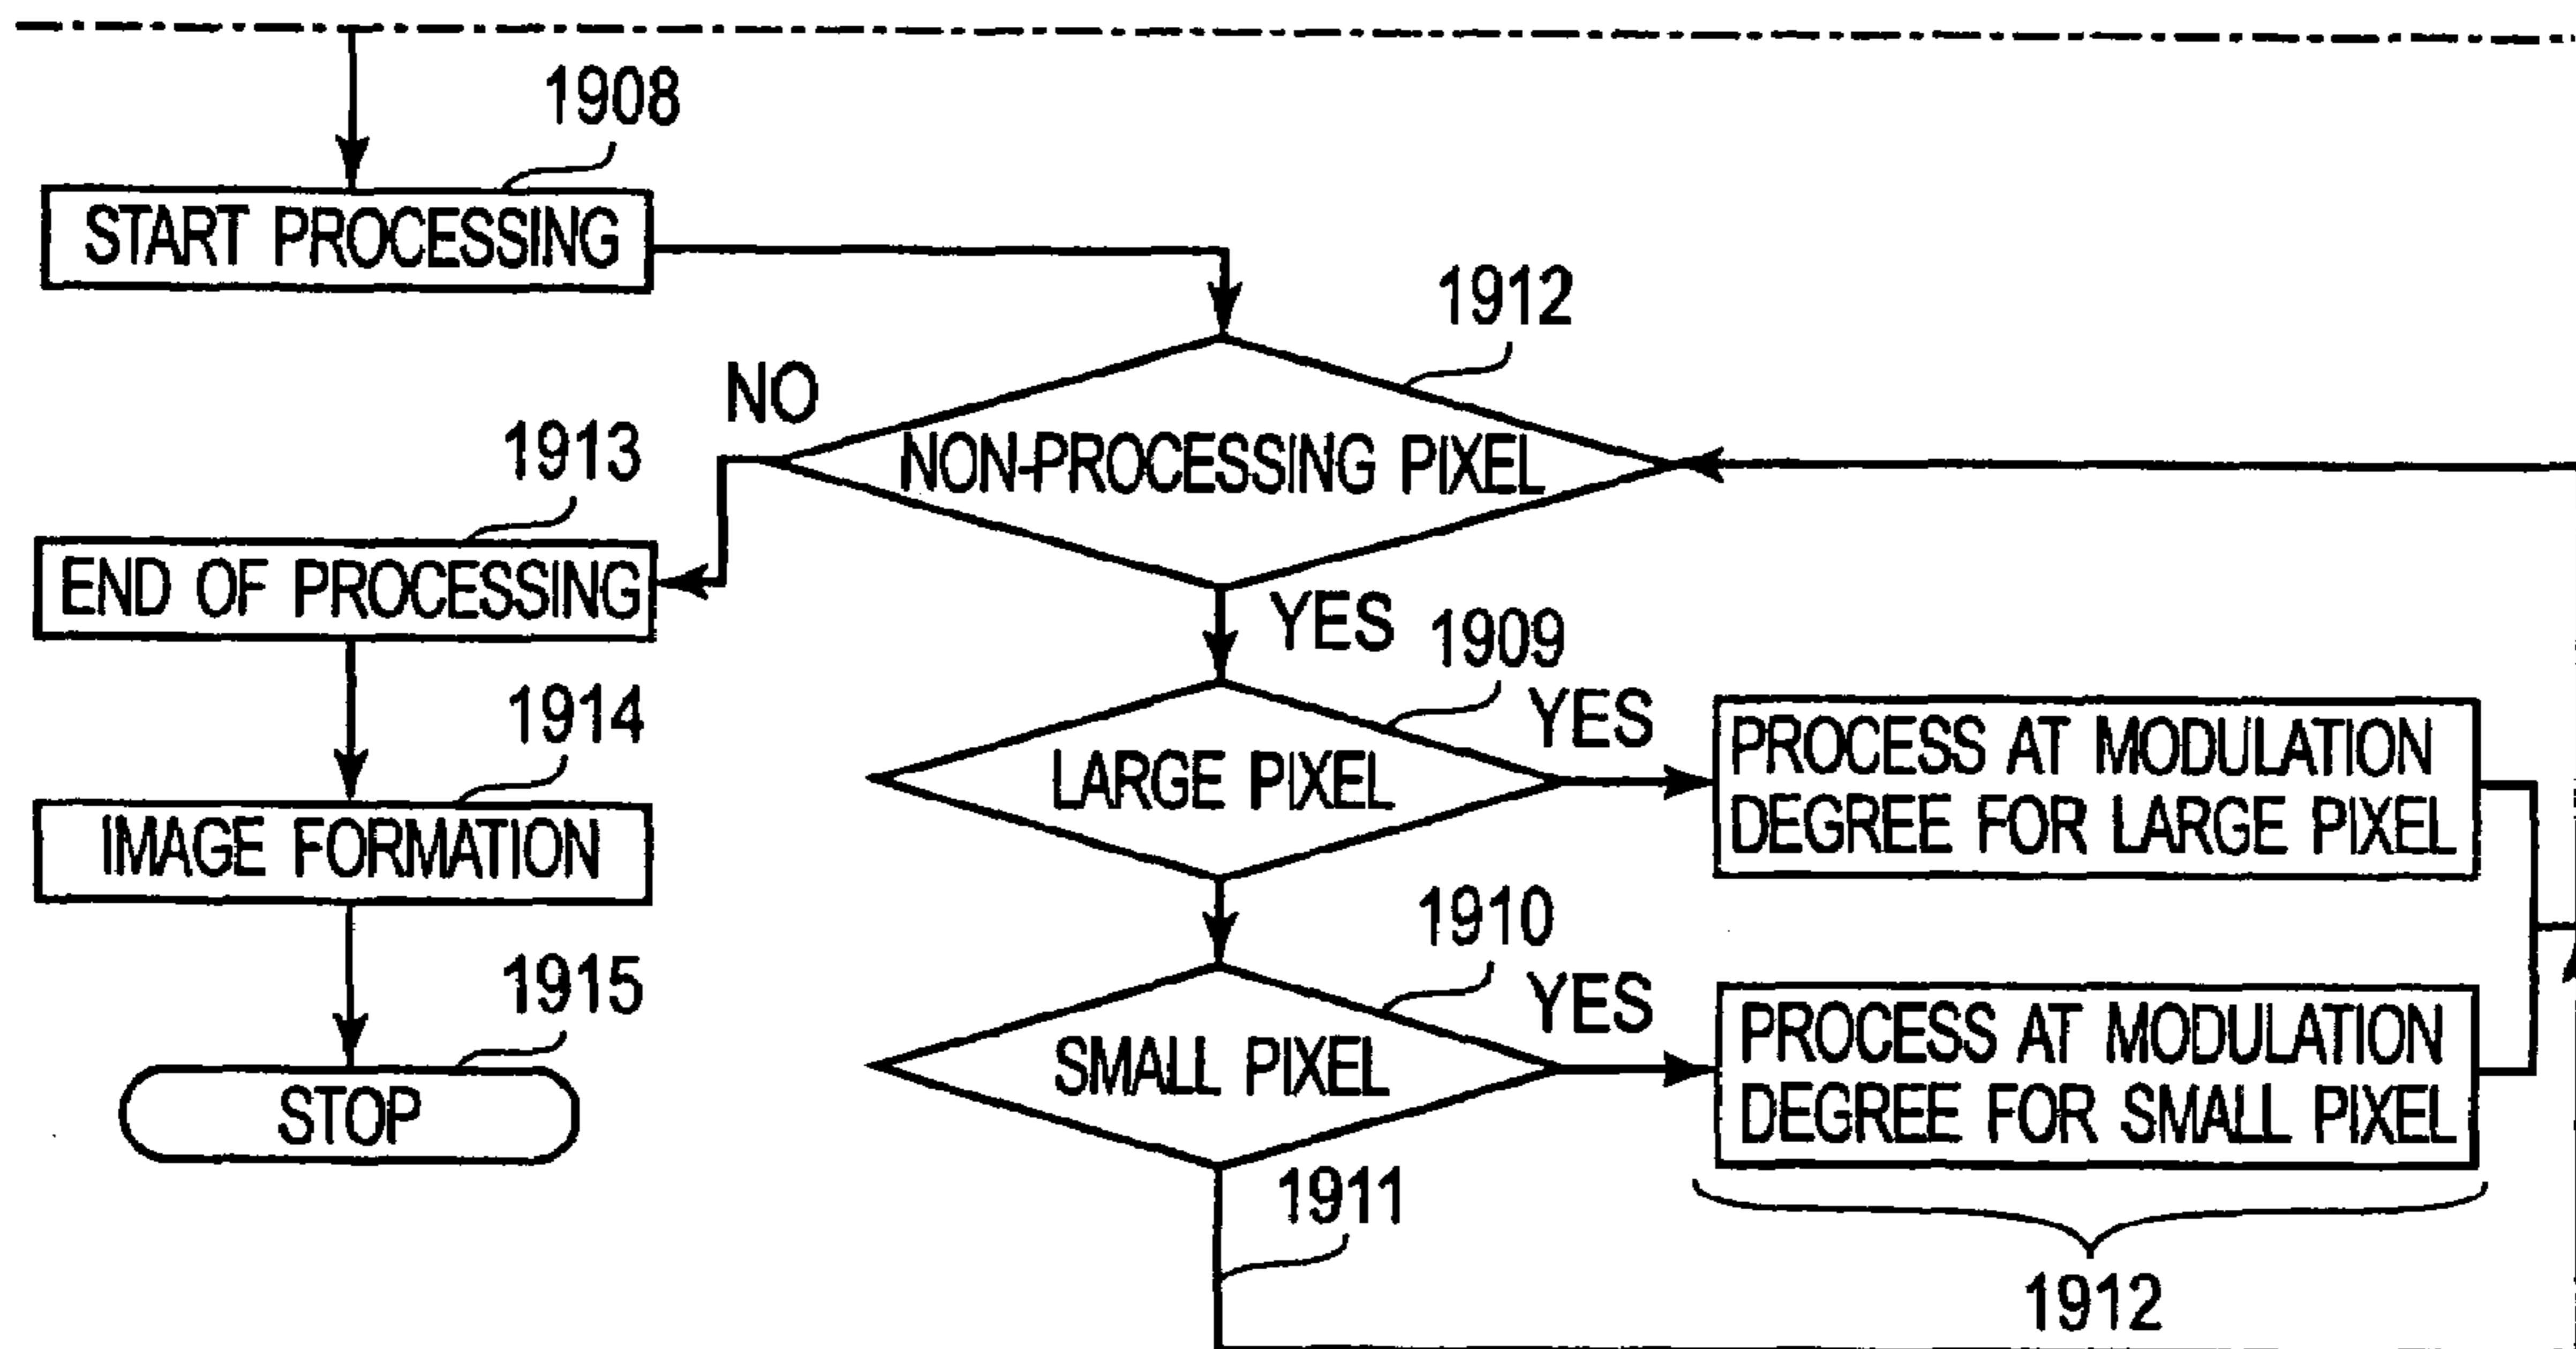 1908
START PROCESSING
1912
NO
NON-PROCESSING PIXEL
1913
END OF PROCESSING
YES
1909
1914
YES
PROCESS AT MODULATION
DEGREE FOR LARGE PIXEL
LARGE PIXEL
IMAGE FORMATION
1910
1915
YES
PROCESS AT MODULATION
DEGREE FOR SMALL PIXEL
SMALL PIXEL
STOP
1911
1912